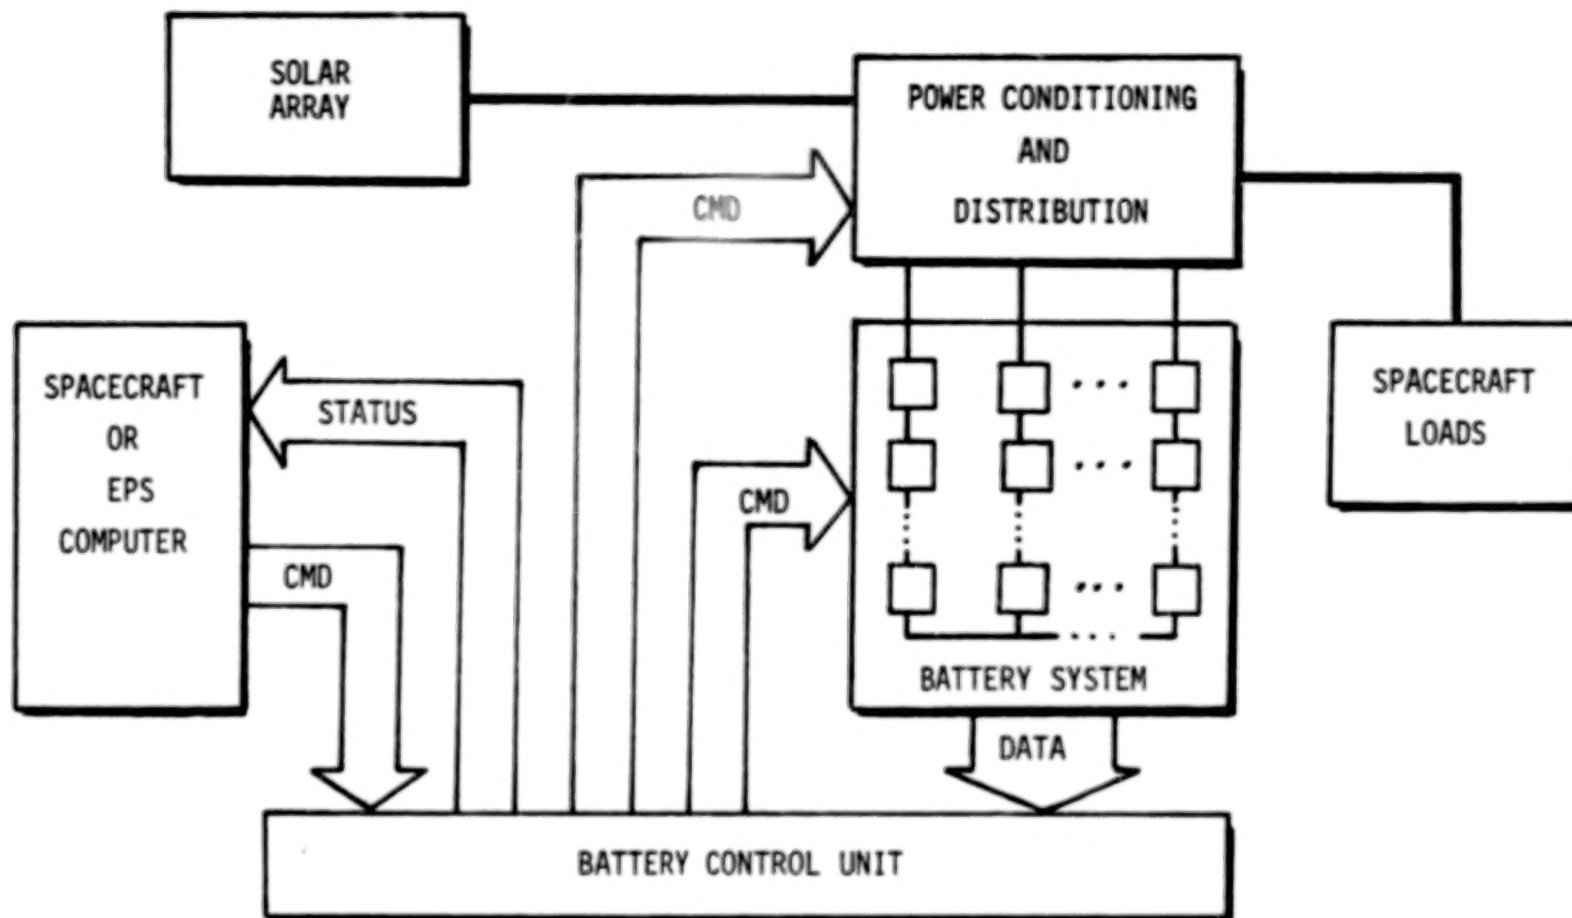 SOLAR
ARRAY
POWER CONDITIONING
AND
DISTRIBUTION
CMD
SPACECRAFT
OR
EPS
COMPUTER
STATUS
CMD
CMD
SPACECRAFT
LOADS
BATTERY SYSTEM
DATA
BATTERY CONTROL UNIT